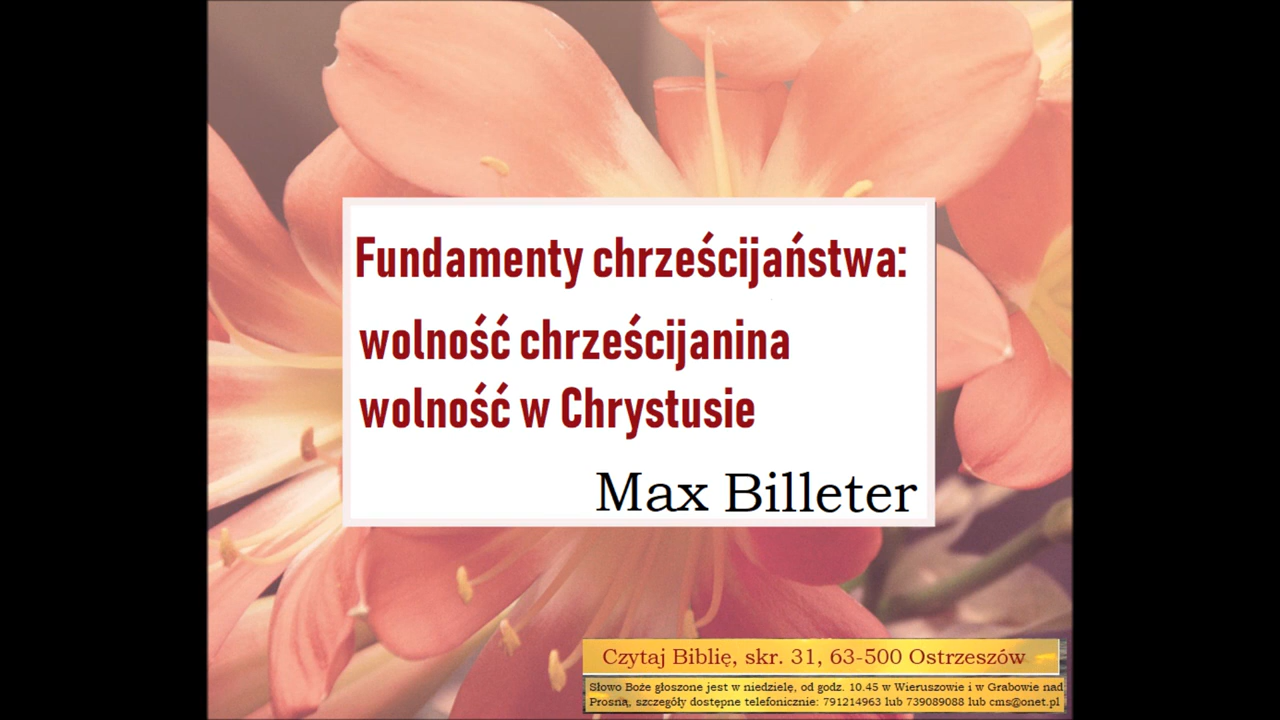 Fundamenty chrześcijaństwa:
wolność chrześcijanina
wolność w Chrystusie
Max Billeter
Czytaj Biblię, skr. 31, 63-500 Ostrzeszów
Słowo Boże głoszone jest w niedzielę, od godz. 10.45 w Wieruszowie i w Grabowie nad
Prosną, szczegóły dostępne telefonicznie: 791214963 lub 739089088 lub cms@onet.pl